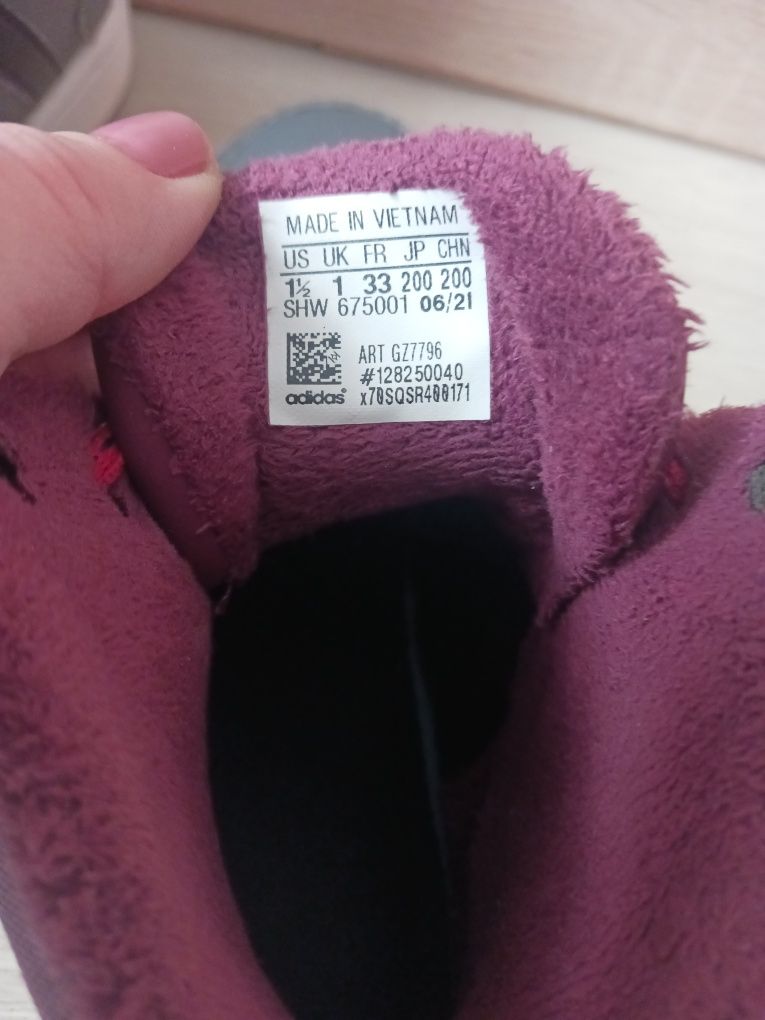 MADE IN VIETNAM
US UK FR JP CHN
1½ 1 33 200 200
SHW 675001 06/21
ART GZ7796
#128250040
adidas® x70SQSR400171